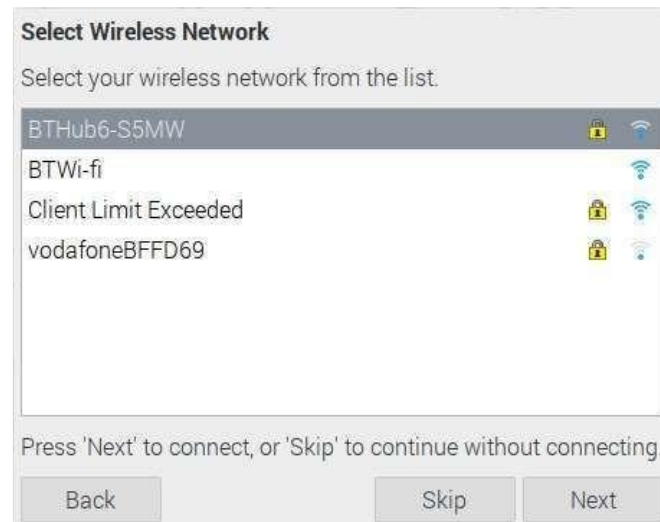 Select Wireless Network
Select your wireless network from the list.
BTHub6-S5MW
BTWi-fi
Client Limit Exceeded
vodafoneBFFD69
Press 'Next' to connect, or 'Skip' to continue without connecting.
Back Skip Next